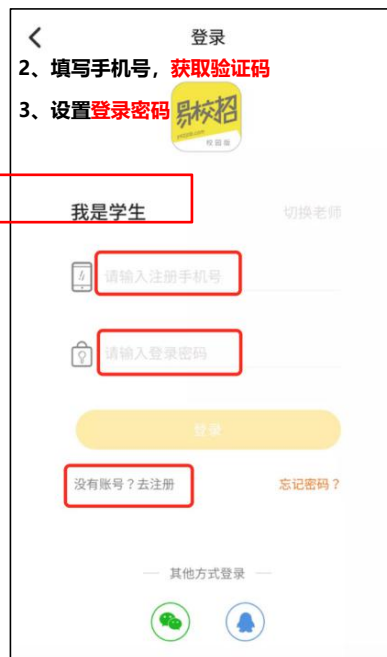 登录
2、填写手机号，获取验证码
3、设置登录密码
易校招
校园版
我是学生
切换老师
请输入注册手机号
请输入登录密码
登录
没有账号？去注册
忘记密码？
其他方式登录